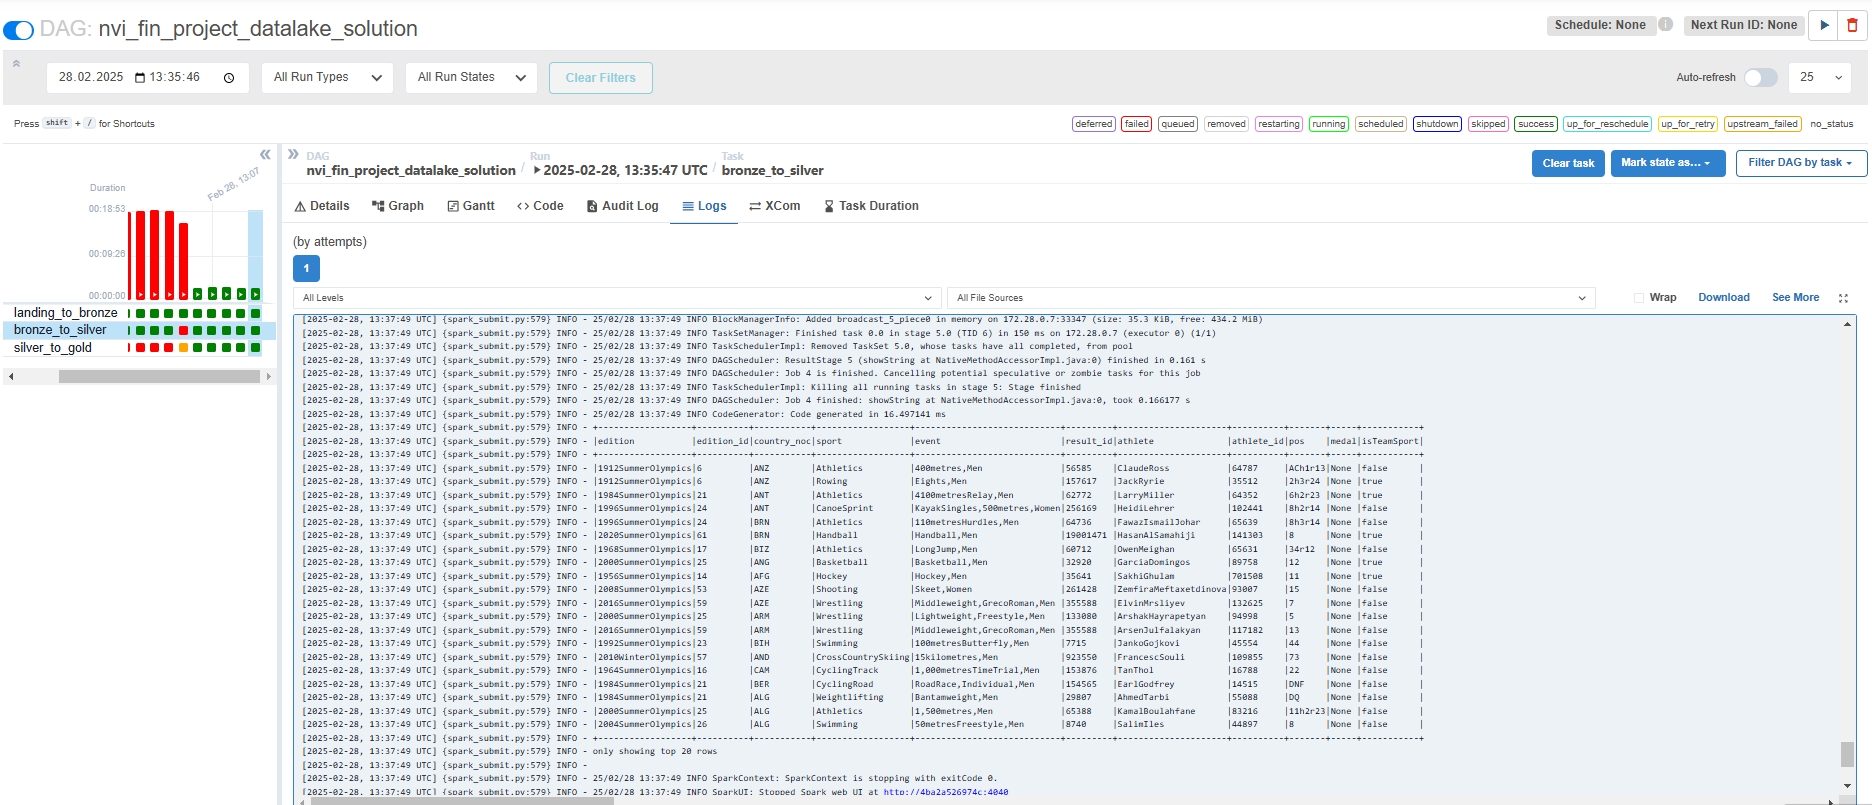 DAG: nvi_fin_project_datalake_solution
Schedule: None
Next Run ID: None
28.02.2025 13:35:46
All Run Types
All Run States
Clear Filters
Auto-refresh
25
Press shift + / for Shortcuts
deferred failed queued removed restarting running scheduled shutdown skipped success up_for_reschedule up_for_retry upstream_failed no_status
DAG
nvi_fin_project_datalake_solution /
Run
2025-02-28, 13:35:47 UTC /
Task
bronze_to_silver
Clear task
Mark state as...
Filter DAG by task
Feb 28, 13:07
Duration
00:18:53
00:09:26
00:00:00
landing_to_bronze
bronze_to_silver
silver_to_gold
Details Graph Gantt <> Code Audit Log Logs XCom Task Duration
(by attempts)
1
All Levels
All File Sources
Wrap
Download
See More
[2025-02-28, 13:37:49 UTC] {spark_submit.py:579} INFO - 25/02/28 13:37:49 INFO BlockManagerInfo: Added broadcast_5_piece0 in memory on 172.28.0.7:33347 (size: 35.3 KiB, free: 434.2 MiB)
[2025-02-28, 13:37:49 UTC] {spark_submit.py:579} INFO - 25/02/28 13:37:49 INFO TaskSetManager: Finished task 0.0 in stage 5.0 (TID 6) in 150 ms on 172.28.0.7 (executor 0) (1/1)
[2025-02-28, 13:37:49 UTC] {spark_submit.py:579} INFO - 25/02/28 13:37:49 INFO TaskSchedulerImpl: Removed TaskSet 5.0, whose tasks have all completed, from pool
[2025-02-28, 13:37:49 UTC] {spark_submit.py:579} INFO - 25/02/28 13:37:49 INFO DAGScheduler: ResultStage 5 (showString at NativeMethodAccessorImpl.java:0) finished in 0.161 s
[2025-02-28, 13:37:49 UTC] {spark_submit.py:579} INFO - 25/02/28 13:37:49 INFO DAGScheduler: Job 4 is finished. Cancelling potential speculative or zombie tasks for this job
[2025-02-28, 13:37:49 UTC] {spark_submit.py:579} INFO - 25/02/28 13:37:49 INFO TaskSchedulerImpl: Killing all running tasks in stage 5: Stage finished
[2025-02-28, 13:37:49 UTC] {spark_submit.py:579} INFO - 25/02/28 13:37:49 INFO DAGScheduler: Job 4 finished: showString at NativeMethodAccessorImpl.java:0, took 0.166177 s
[2025-02-28, 13:37:49 UTC] {spark_submit.py:579} INFO - 25/02/28 13:37:49 INFO CodeGenerator: Code generated in 16.497141 ms
[2025-02-28, 13:37:49 UTC] {spark_submit.py:579} INFO - +-----------------+----------+-----------+------------------+---------------------------+---------+--------------------+----------+-------+-----+-----------+
[2025-02-28, 13:37:49 UTC] {spark_submit.py:579} INFO - |edition |edition_id|country_noc|sport |event |result_id|athlete |athlete_id|pos |medal|isTeamSport|
[2025-02-28, 13:37:49 UTC] {spark_submit.py:579} INFO - +-----------------+----------+-----------+------------------+---------------------------+---------+--------------------+----------+-------+-----+-----------+
[2025-02-28, 13:37:49 UTC] {spark_submit.py:579} INFO - |1912SummerOlympics|6 |ANZ |Athletics |400metres,Men |56585 |ClaudeRoss |64787 |ACh1r13|None |false |
[2025-02-28, 13:37:49 UTC] {spark_submit.py:579} INFO - |1912SummerOlympics|6 |ANZ |Rowing |Eights,Men |157617 |JackRyrie |35512 |2h3r24 |None |true |
[2025-02-28, 13:37:49 UTC] {spark_submit.py:579} INFO - |1984SummerOlympics|21 |ANT |Athletics |4100metresRelay,Men |62772 |LarryMiller |64352 |6h2r23 |None |true |
[2025-02-28, 13:37:49 UTC] {spark_submit.py:579} INFO - |1996SummerOlympics|24 |ANT |CanoeSprint |KayakSingles,500metres,Women|256169 |HeidiLehrer |102441 |8h2r14 |None |false |
[2025-02-28, 13:37:49 UTC] {spark_submit.py:579} INFO - |1996SummerOlympics|24 |BRN |Athletics |110metresHurdles,Men |64736 |FawazIsmailJohar |65639 |8h3r14 |None |false |
[2025-02-28, 13:37:49 UTC] {spark_submit.py:579} INFO - |2020SummerOlympics|61 |BRN |Handball |Handball,Men |19001471 |HasanAlSamahiji |141303 |8 |None |true |
[2025-02-28, 13:37:49 UTC] {spark_submit.py:579} INFO - |1968SummerOlympics|17 |BIZ |Athletics |LongJump,Men |60712 |OwenMeighan |65631 |34r12 |None |false |
[2025-02-28, 13:37:49 UTC] {spark_submit.py:579} INFO - |2000SummerOlympics|25 |ANG |Basketball |Basketball,Men |32920 |GarciaDomingos |89758 |12 |None |true |
[2025-02-28, 13:37:49 UTC] {spark_submit.py:579} INFO - |1956SummerOlympics|14 |AFG |Hockey |Hockey,Men |35641 |SakhiGhulam |701508 |11 |None |true |
[2025-02-28, 13:37:49 UTC] {spark_submit.py:579} INFO - |2008SummerOlympics|53 |AZE |Shooting |Skeet,Women |261428 |ZemfiraMeftaxetdinova|93007 |15 |None |false |
[2025-02-28, 13:37:49 UTC] {spark_submit.py:579} INFO - |2016SummerOlympics|59 |AZE |Wrestling |Middleweight,GrecoRoman,Men |355588 |ElvinMrsliyev |132625 |7 |None |false |
[2025-02-28, 13:37:49 UTC] {spark_submit.py:579} INFO - |2000SummerOlympics|25 |ARM |Wrestling |Lightweight,Freestyle,Men |133080 |ArshakHayrapetyan |94998 |5 |None |false |
[2025-02-28, 13:37:49 UTC] {spark_submit.py:579} INFO - |2016SummerOlympics|59 |ARM |Wrestling |Middleweight,GrecoRoman,Men |355588 |ArsenJulfalakyan |117182 |13 |None |false |
[2025-02-28, 13:37:49 UTC] {spark_submit.py:579} INFO - |1992SummerOlympics|23 |BIH |Swimming |100metresButterfly,Men |7715 |JankoGojkovi |45554 |44 |None |false |
[2025-02-28, 13:37:49 UTC] {spark_submit.py:579} INFO - |2010WinterOlympics|57 |AND |CrossCountrySkiing|15kilometres,Men |923550 |FrancescSouli |109855 |73 |None |false |
[2025-02-28, 13:37:49 UTC] {spark_submit.py:579} INFO - |1964SummerOlympics|16 |CAM |CyclingTrack |1,000metresTimeTrial,Men |153876 |TanThol |16788 |22 |None |false |
[2025-02-28, 13:37:49 UTC] {spark_submit.py:579} INFO - |1984SummerOlympics|21 |BER |CyclingRoad |RoadRace,Individual,Men |154565 |EarlGodfrey |14515 |DNF |None |false |
[2025-02-28, 13:37:49 UTC] {spark_submit.py:579} INFO - |1984SummerOlympics|21 |ALG |Weightlifting |Bantamweight,Men |29807 |AhmedTarbi |55088 |DQ |None |false |
[2025-02-28, 13:37:49 UTC] {spark_submit.py:579} INFO - |2000SummerOlympics|25 |ALG |Athletics |1,500metres,Men |65388 |KamalBoulahfane |83216 |11h2r23|None |false |
[2025-02-28, 13:37:49 UTC] {spark_submit.py:579} INFO - |2004SummerOlympics|26 |ALG |Swimming |50metresFreestyle,Men |8740 |SalimIles |44897 |8 |None |false |
[2025-02-28, 13:37:49 UTC] {spark_submit.py:579} INFO - +-----------------+----------+-----------+------------------+---------------------------+---------+--------------------+----------+-------+-----+-----------+
[2025-02-28, 13:37:49 UTC] {spark_submit.py:579} INFO - only showing top 20 rows
[2025-02-28, 13:37:49 UTC] {spark_submit.py:579} INFO -
[2025-02-28, 13:37:49 UTC] {spark_submit.py:579} INFO - 25/02/28 13:37:49 INFO SparkContext: SparkContext is stopping with exitCode 0.
[2025-02-28, 13:37:49 UTC] {spark_submit.py:579} INFO - 25/02/28 13:37:49 INFO SparkUI: Stopped Spark web UI at http://4ba2a526974c:4040